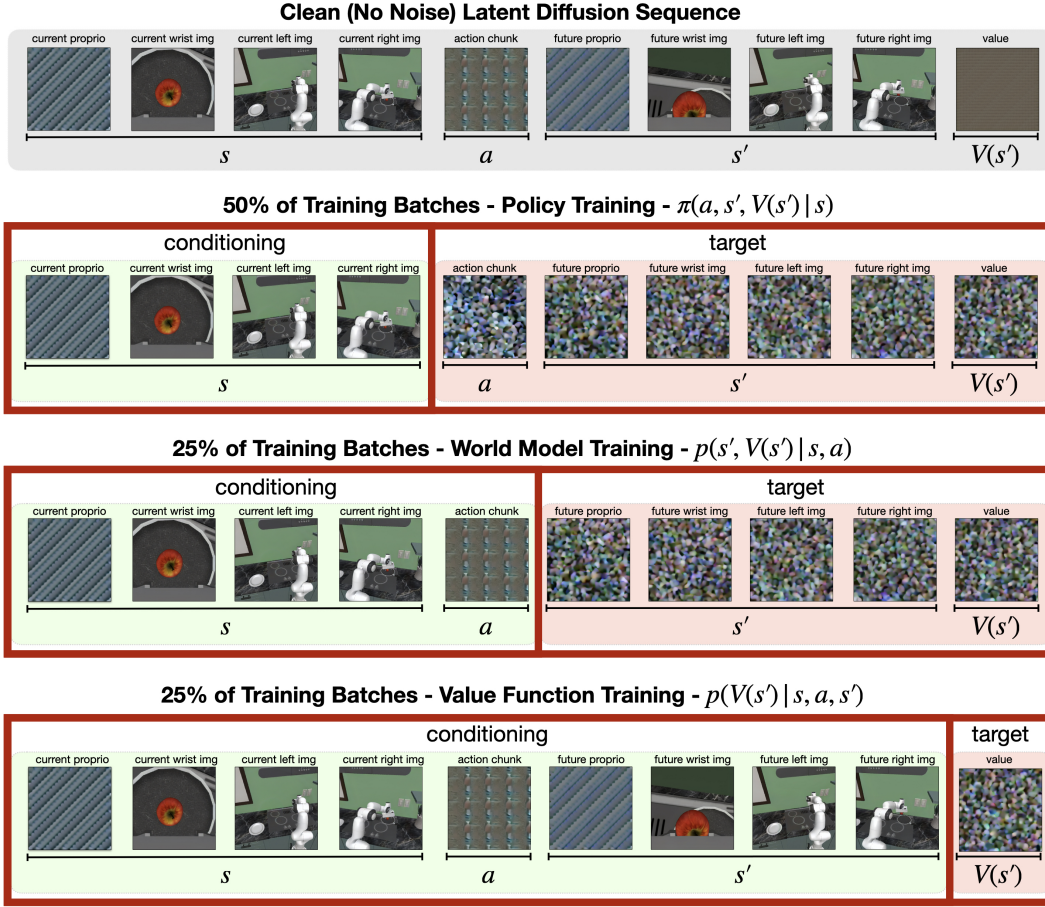 Clean (No Noise) Latent Diffusion Sequence
current proprio current wrist img current left img current right img action chunk future proprio future wrist img future left img future right img value
s a s′ V(s′)
50% of Training Batches - Policy Training - π(a, s′, V(s′) | s)
conditioning target
current proprio current wrist img current left img current right img action chunk future proprio future wrist img future left img future right img value
s a s′ V(s′)
25% of Training Batches - World Model Training - p(s′, V(s′) | s, a)
conditioning target
current proprio current wrist img current left img current right img action chunk future proprio future wrist img future left img future right img value
s a s′ V(s′)
25% of Training Batches - Value Function Training - p(V(s′) | s, a, s′)
conditioning target
current proprio current wrist img current left img current right img action chunk future proprio future wrist img future left img future right img value
s a s′ V(s′)